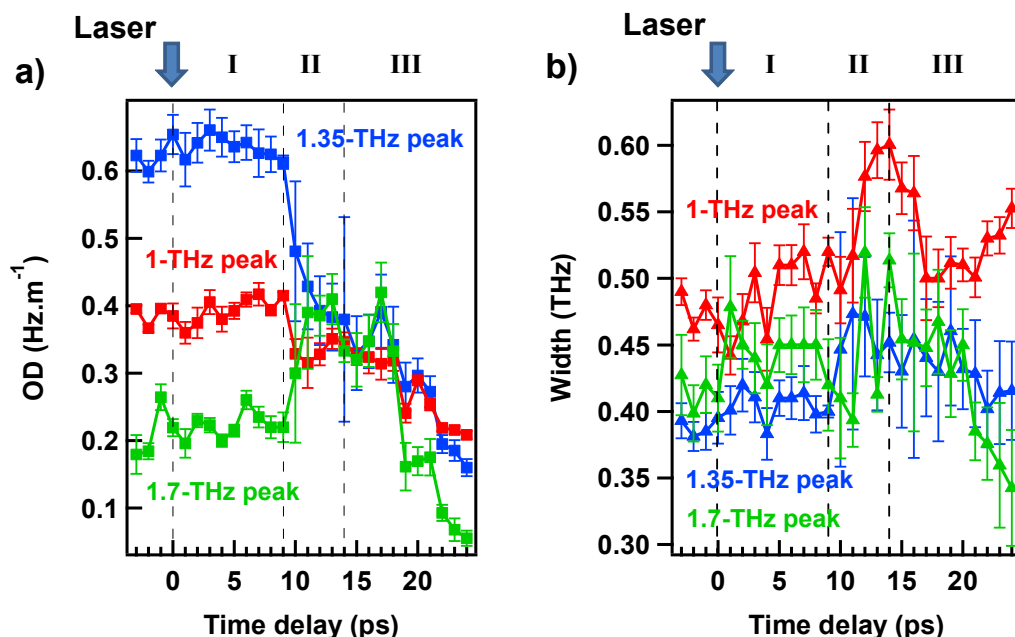 Laser
a)
I
II
III
1.35-THz peak
1-THz peak
1.7-THz peak
OD (Hz.m⁻¹)
0.6
0.5
0.4
0.3
0.2
0.1
0
5
10
15
20
Time delay (ps)
Laser
b)
I
II
III
1-THz peak
1.35-THz peak
1.7-THz peak
Width (THz)
0.60
0.55
0.50
0.45
0.40
0.35
0.30
0
5
10
15
20
Time delay (ps)